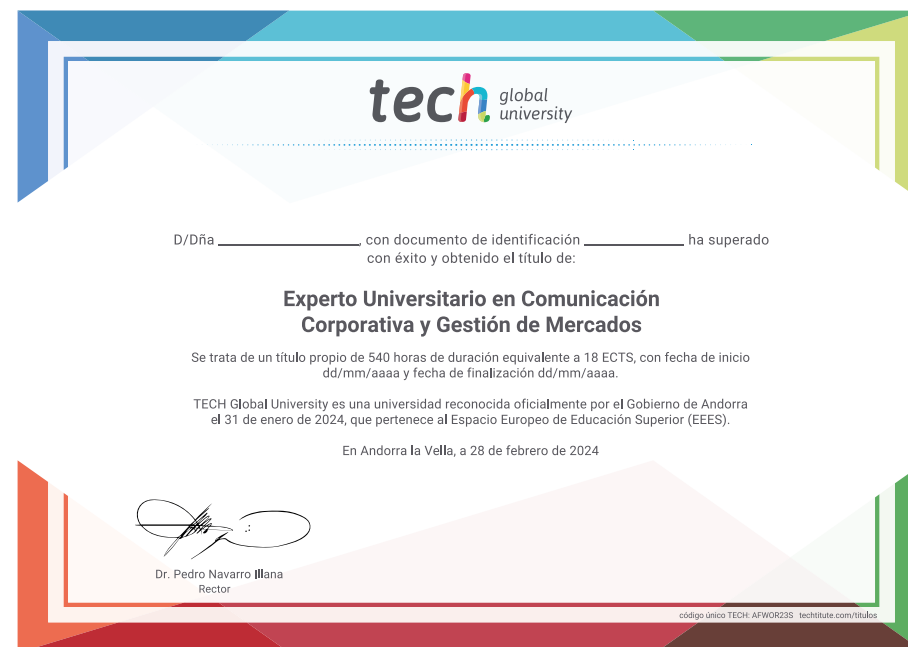 tech global university
D/Dña ________________, con documento de identificación ____________ ha superado
con éxito y obtenido el título de:
Experto Universitario en Comunicación
Corporativa y Gestión de Mercados
Se trata de un título propio de 540 horas de duración equivalente a 18 ECTS, con fecha de inicio
dd/mm/aaaa y fecha de finalización dd/mm/aaaa.
TECH Global University es una universidad reconocida oficialmente por el Gobierno de Andorra
el 31 de enero de 2024, que pertenece al Espacio Europeo de Educación Superior (EEES).
En Andorra la Vella, a 28 de febrero de 2024
Dr. Pedro Navarro Illana
Rector
código único TECH: AFWOR23S techtitute.com/titulos